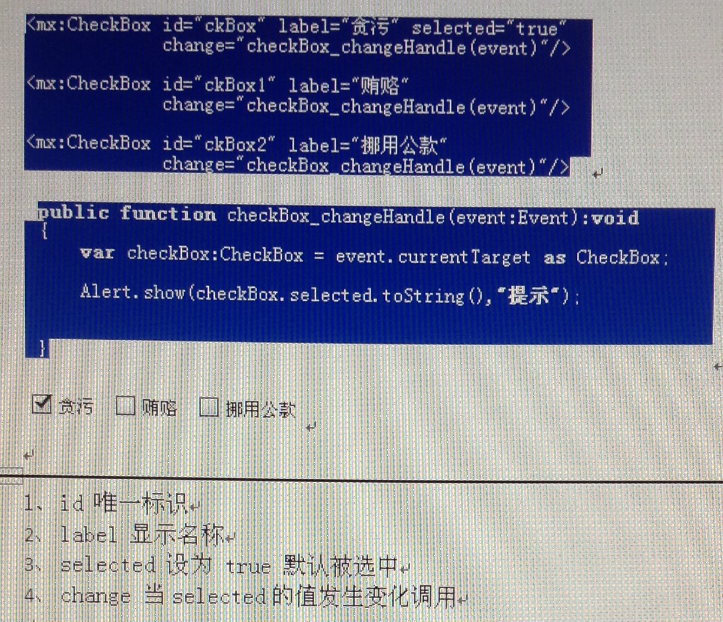 <mx:CheckBox id="ckBox" label="贪污" selected="true"
change="checkBox_changeHandle(event)"/>
<mx:CheckBox id="ckBox1" label="贿赂"
change="checkBox_changeHandle(event)"/>
<mx:CheckBox id="ckBox2" label="挪用公款"
change="checkBox_changeHandle(event)"/>
public function checkBox_changeHandle(event:Event):void
{
var checkBox:CheckBox = event.currentTarget as CheckBox;
Alert.show(checkBox.selected.toString(),"提示");
}
贪污 贿赂 挪用公款
1、id 唯一标识
2、label 显示名称
3、selected 设为 true 默认被选中
4、change 当 selected 的值发生变化调用